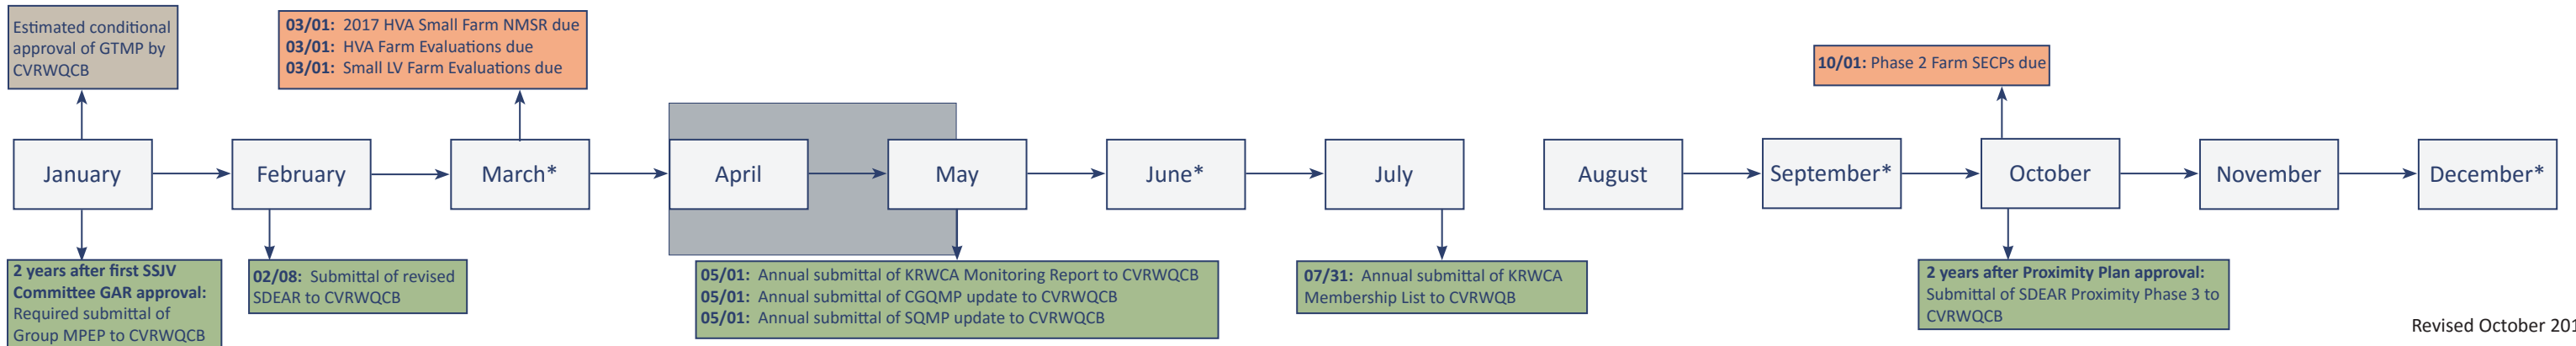 Estimated conditional
approval of GTMP by
CVRWQCB
03/01: 2017 HVA Small Farm NMSR due
03/01: HVA Farm Evaluations due
03/01: Small LV Farm Evaluations due
10/01: Phase 2 Farm SECPs due
January
February
March*
April
May
June*
July
August
September*
October
November
December*
2 years after first SSJV
Committee GAR approval:
Required submittal of
Group MPEP to CVRWQCB
02/08: Submittal of revised
SDEAR to CVRWQCB
05/01: Annual submittal of KRWCA Monitoring Report to CVRWQCB
05/01: Annual submittal of CGQMP update to CVRWQCB
05/01: Annual submittal of SQMP update to CVRWQCB
07/31: Annual submittal of KRWCA
Membership List to CVRWQB
2 years after Proximity Plan approval:
Submittal of SDEAR Proximity Phase 3 to
CVRWQCB
Revised October 201